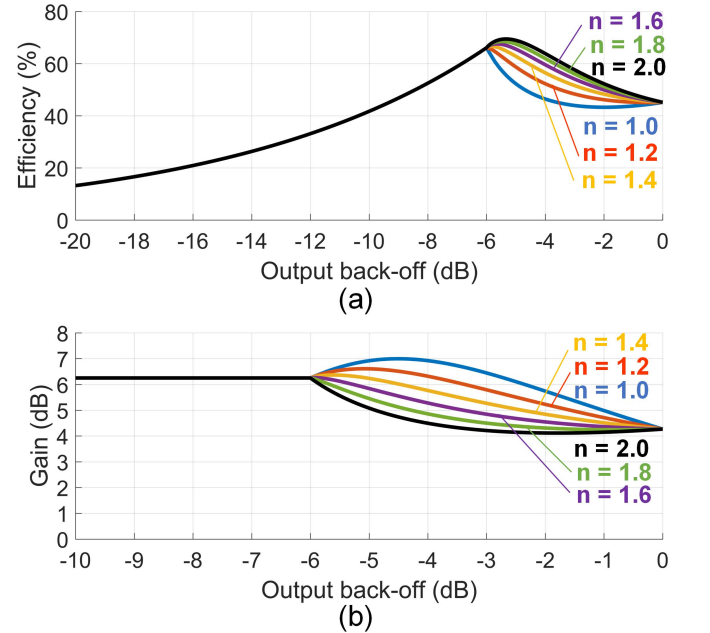 80
60
40
20
0
Efficiency (%)
n = 1.6
n = 1.8
n = 2.0
n = 1.0
n = 1.2
n = 1.4
-20 -18 -16 -14 -12 -10 -8 -6 -4 -2 0
Output back-off (dB)
(a)
8
7
6
5
4
3
2
1
0
Gain (dB)
n = 1.4
n = 1.2
n = 1.0
n = 2.0
n = 1.8
n = 1.6
-10 -9 -8 -7 -6 -5 -4 -3 -2 -1 0
Output back-off (dB)
(b)